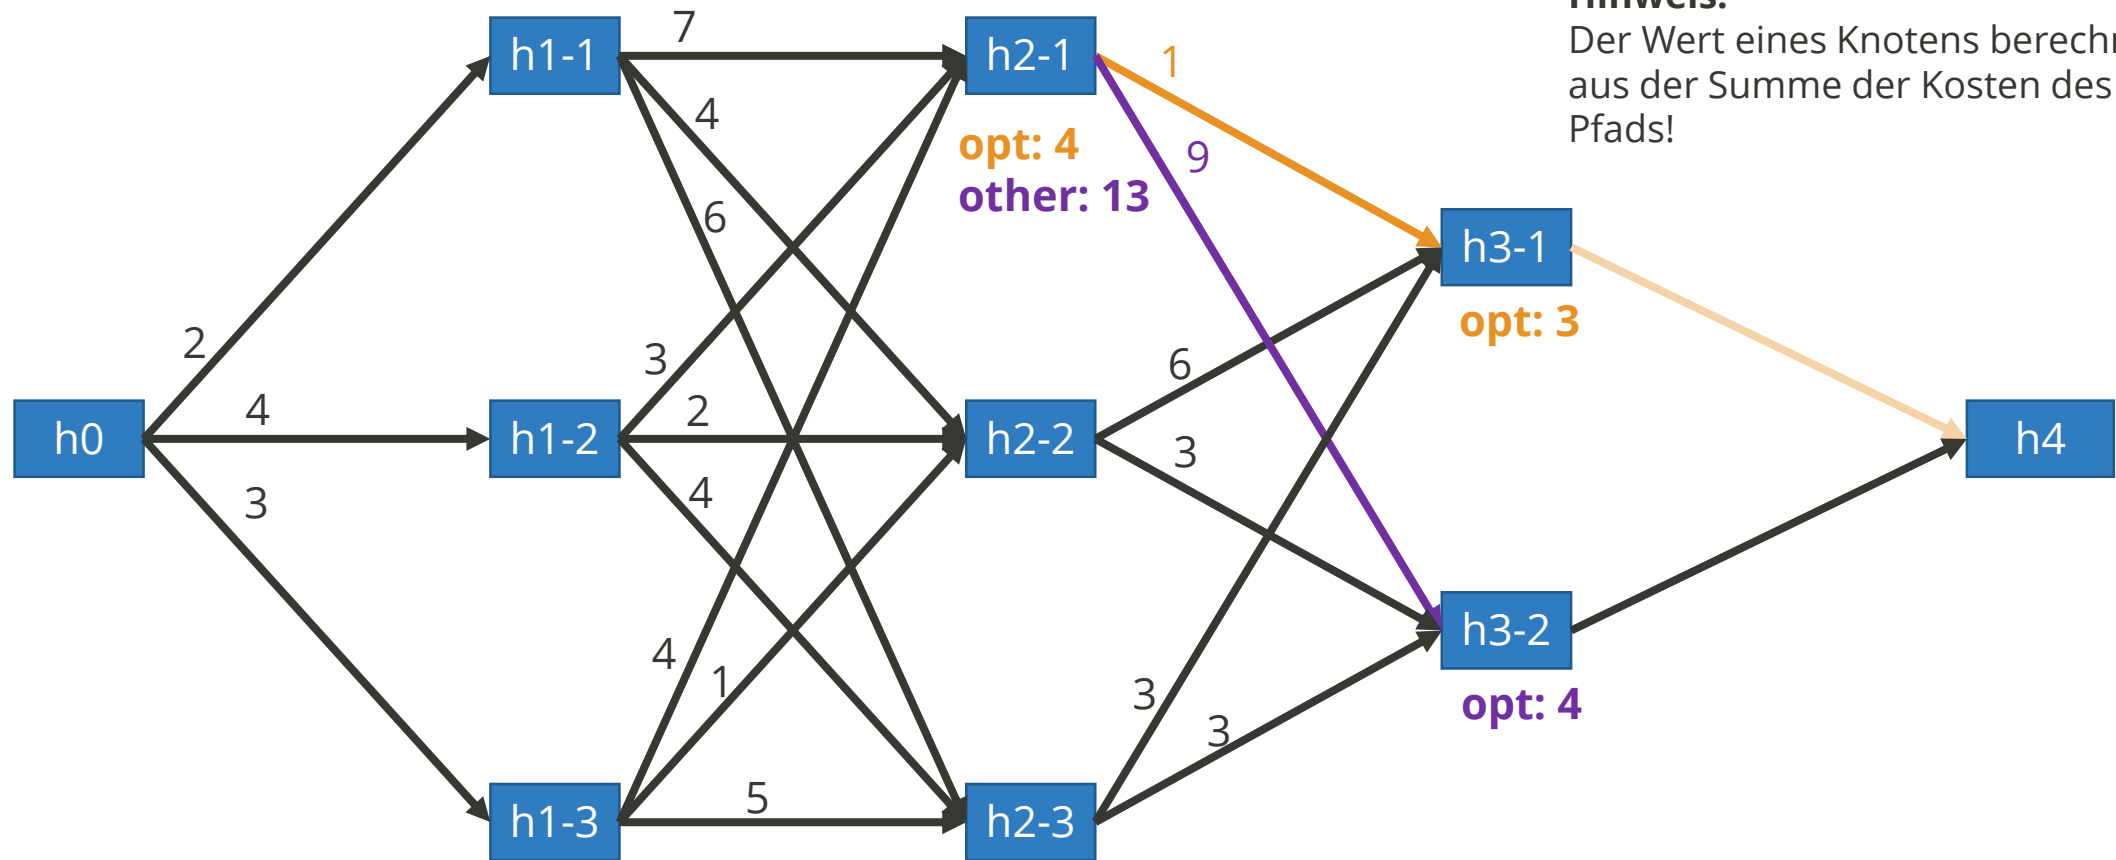 Hinweis:
Der Wert eines Knotens
aus der Summe der Kosten des
Pfads!
h1-1
7
h2-1
1
4
opt: 4
9
other: 13
6
h3-1
opt: 3
2
3
6
h0
4
h1-2
2
h2-2
3
h4
3
4
h3-2
4
1
3
3
opt: 4
h1-3
5
h2-3